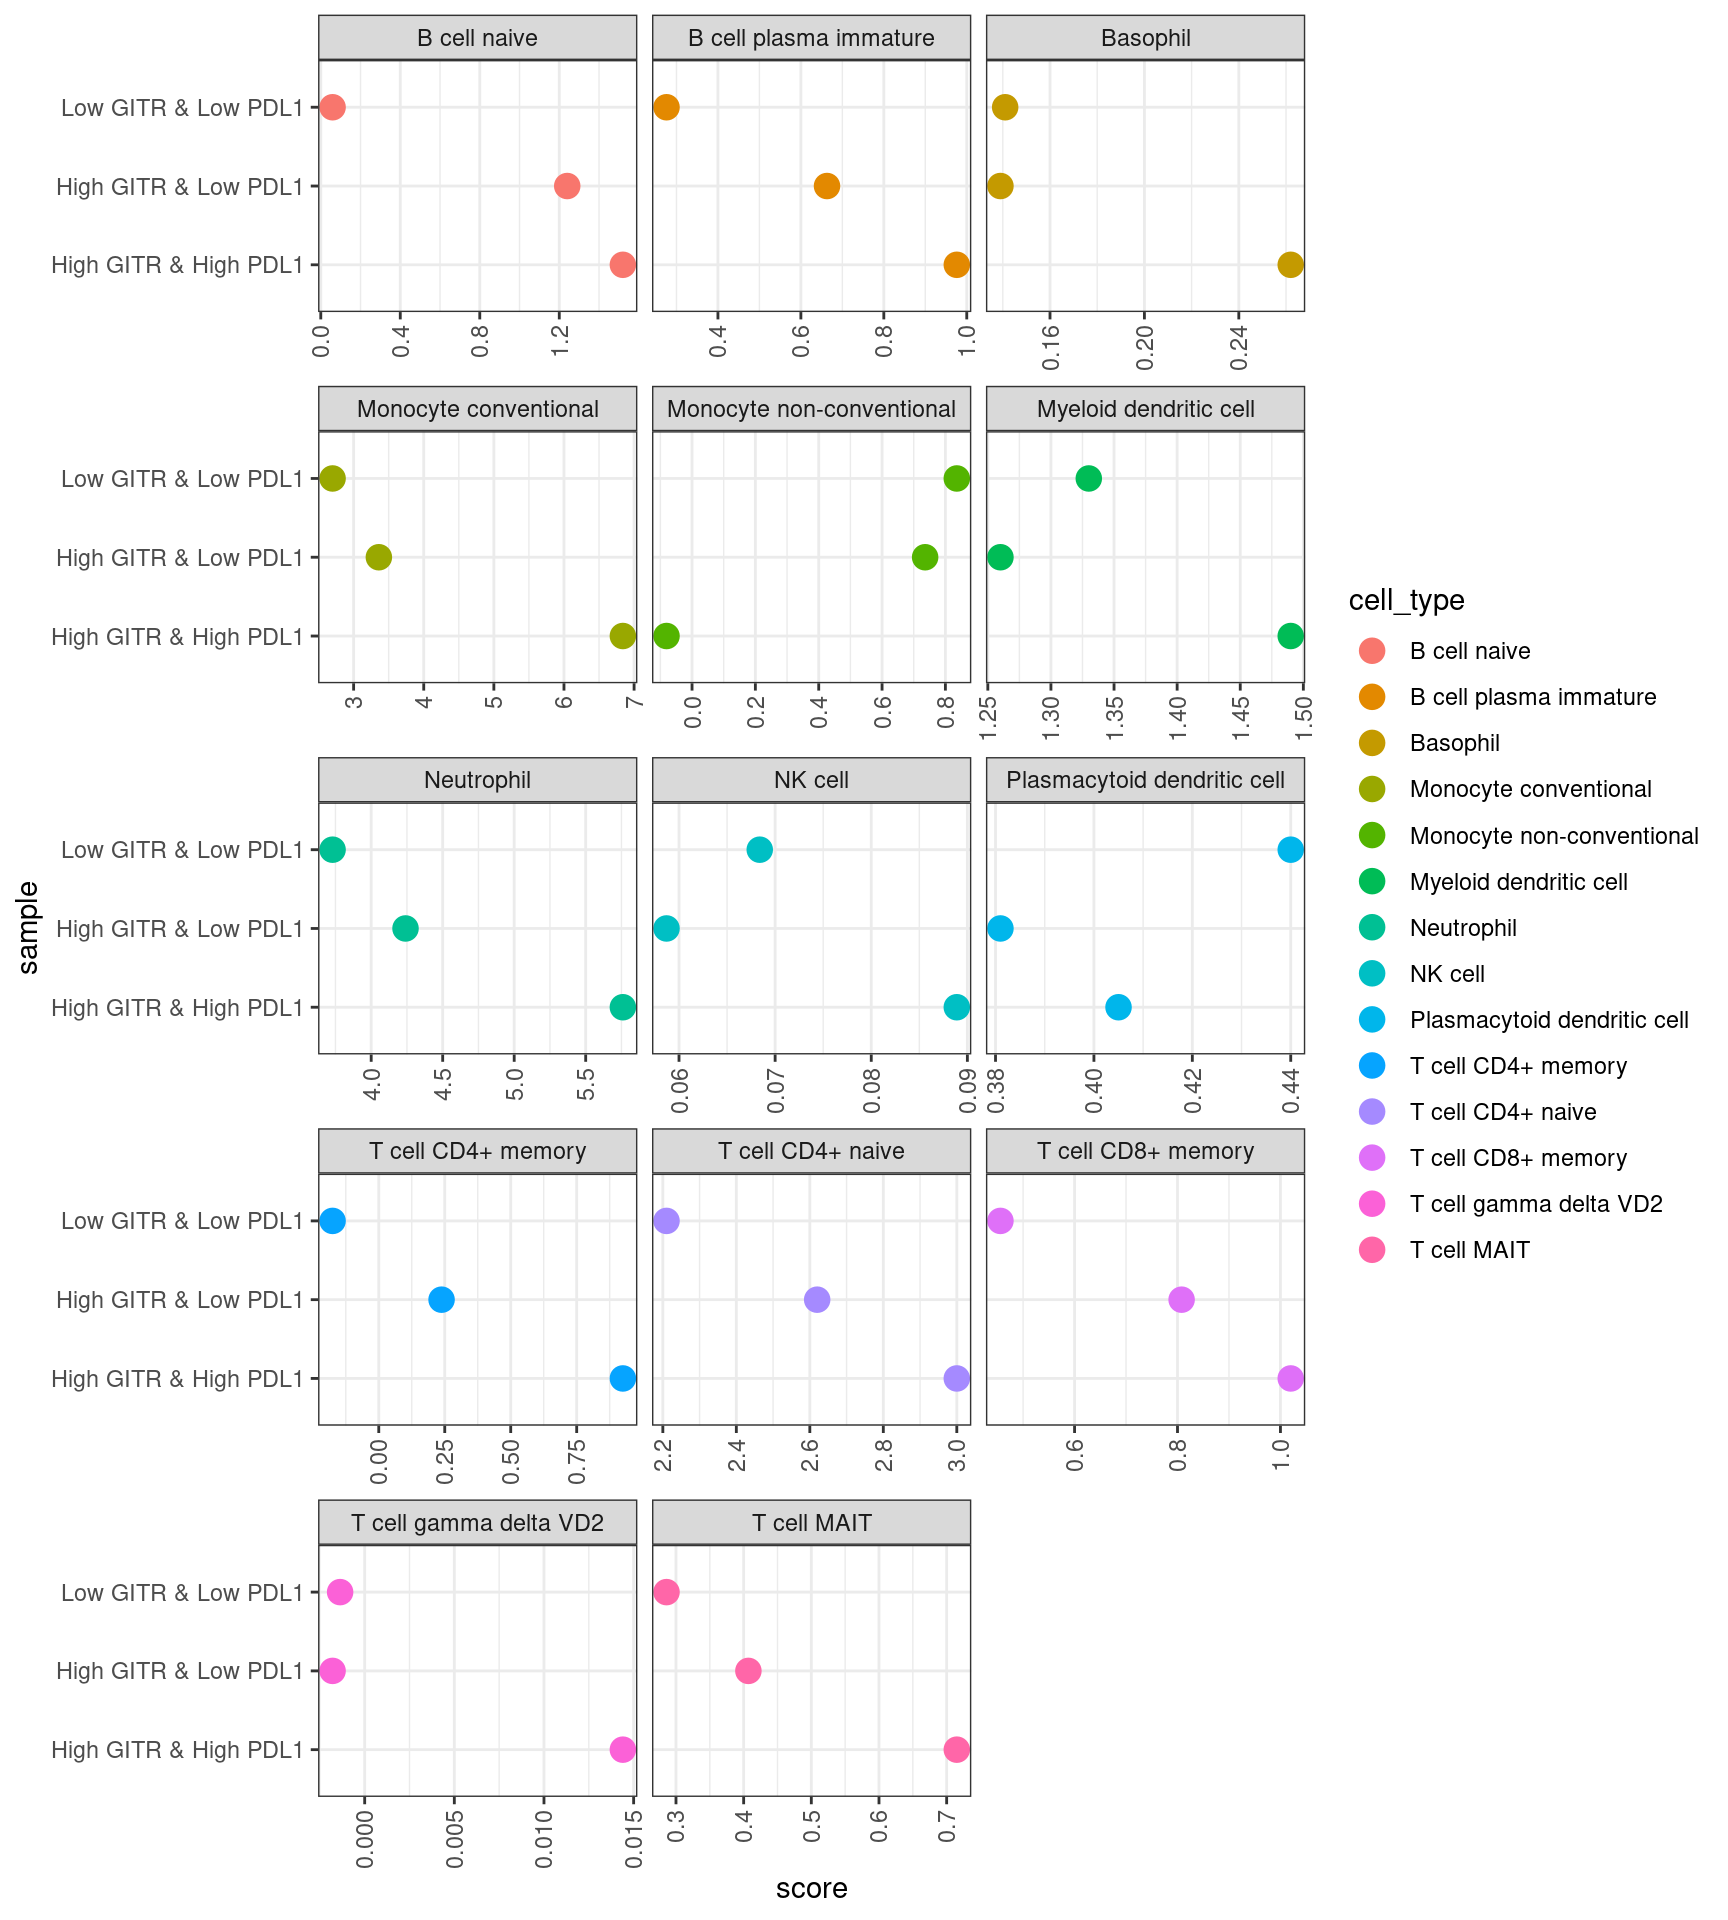 B cell naive
B cell plasma immature
Basophil
Low GITR & Low PDL1
High GITR & Low PDL1
High GITR & High PDL1
0.0 0.4 0.8 1.2
0.4 0.6 0.8 1.0
0.16 0.20 0.24
Monocyte conventional
Monocyte non-conventional
Myeloid dendritic cell
Low GITR & Low PDL1
High GITR & Low PDL1
High GITR & High PDL1
3 4 5 6 7
0.0 0.2 0.4 0.6 0.8
1.25 1.30 1.35 1.40 1.45 1.50
Neutrophil
NK cell
Plasmacytoid dendritic cell
Low GITR & Low PDL1
High GITR & Low PDL1
High GITR & High PDL1
4.0 4.5 5.0 5.5
0.06 0.07 0.08 0.09
0.38 0.40 0.42 0.44
T cell CD4+ memory
T cell CD4+ naive
T cell CD8+ memory
Low GITR & Low PDL1
High GITR & Low PDL1
High GITR & High PDL1
0.00 0.25 0.50 0.75
2.2 2.4 2.6 2.8 3.0
0.6 0.8 1.0
T cell gamma delta VD2
T cell MAIT
Low GITR & Low PDL1
High GITR & Low PDL1
High GITR & High PDL1
0.000 0.005 0.010 0.015
0.3 0.4 0.5 0.6 0.7
score
sample
cell_type
B cell naive
B cell plasma immature
Basophil
Monocyte conventional
Monocyte non-conventional
Myeloid dendritic cell
Neutrophil
NK cell
Plasmacytoid dendritic cell
T cell CD4+ memory
T cell CD4+ naive
T cell CD8+ memory
T cell gamma delta VD2
T cell MAIT